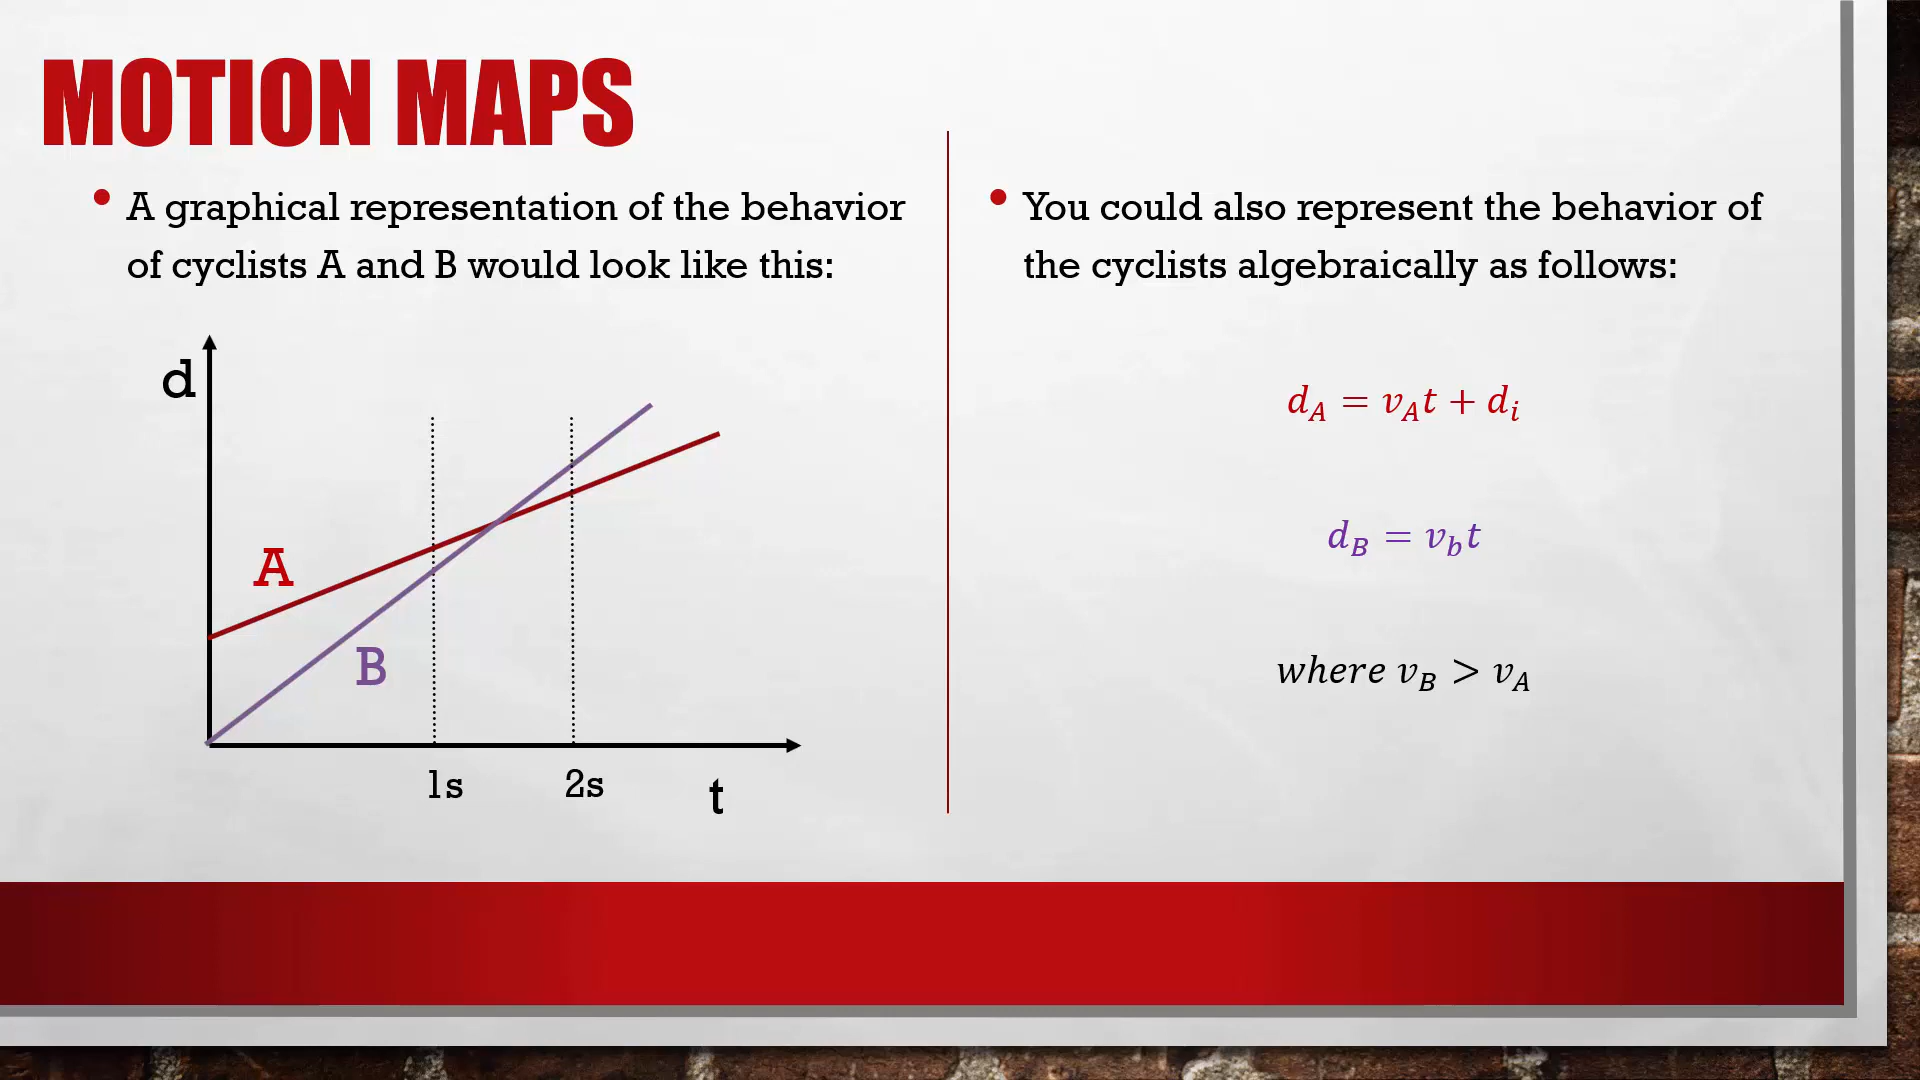 MOTION MAPS
• A graphical representation of the behavior
of cyclists A and B would look like this:
d
A
B
1s
2s
t
• You could also represent the behavior of
the cyclists algebraically as follows:
d_A = v_A t + d_i
d_B = v_b t
where v_B > v_A